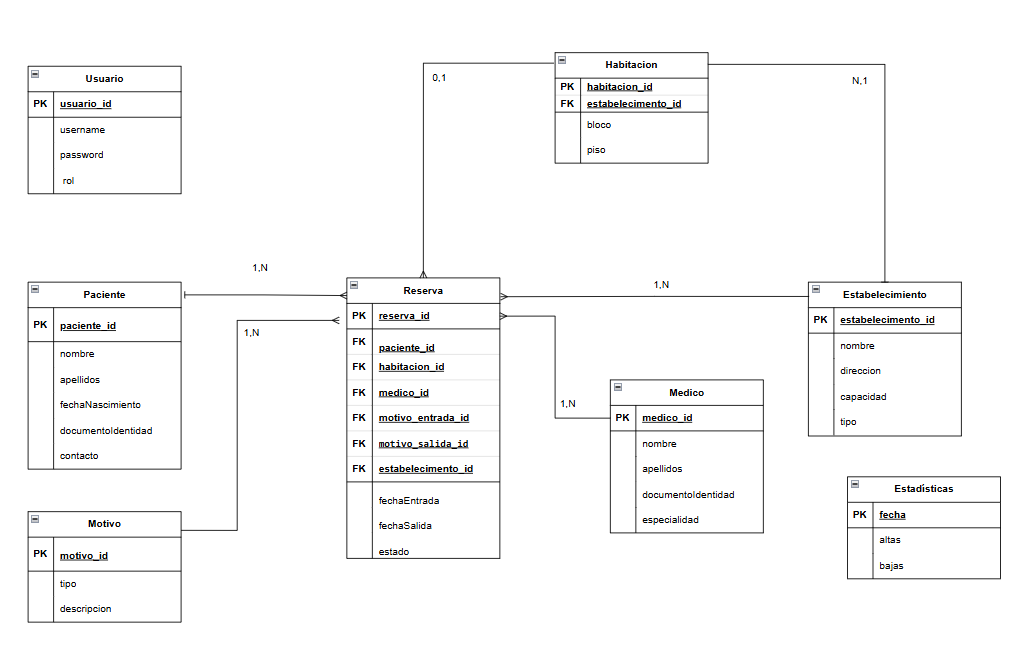 Usuario
PK usuario_id
username
password
rol
Habitacion
PK habitacion_id
FK estabelecimento_id
bloco
piso
0,1
N,1
Paciente
PK paciente_id
nombre
apellidos
fechaNascimiento
documentoIdentidad
contacto
1,N
1,N
Reserva
PK reserva_id
FK paciente_id
FK habitacion_id
FK medico_id
FK motivo_entrada_id
FK motivo_salida_id
FK estabelecimento_id
fechaEntrada
fechaSalida
estado
1,N
1,N
Estabelecimiento
PK estabelecimento_id
nombre
direccion
capacidad
tipo
Medico
PK medico_id
nombre
apellidos
documentoIdentidad
especialidad
Motivo
PK motivo_id
tipo
descripcion
Estadisticas
PK fecha
altas
bajas